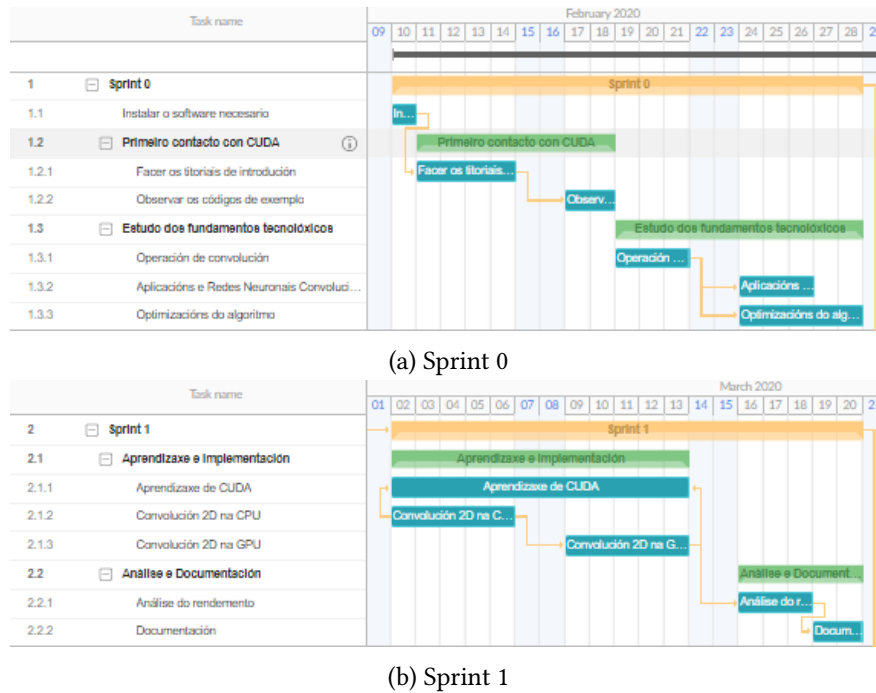 Task name
February 2020
09 10 11 12 13 14 15 16 17 18 19 20 21 22 23 24 25 26 27 28
1 Sprint 0 Sprint 0
1.1 Instalar o software necesario In...
1.2 Primeiro contacto con CUDA Primeiro contacto con CUDA
1.2.1 Facer os titoriais de introdución Facer os titoriais...
1.2.2 Observar os códigos de exemplo Observ...
1.3 Estudo dos fundamentos tecnolóxicos Estudo dos fundamentos tecnolóxicos
1.3.1 Operación de convolución Operación ...
1.3.2 Aplicacións e Redes Neuronais Convoluci... Aplicacións ...
1.3.3 Optimizacións do algoritmo Optimizacións do alg...
(a) Sprint 0
Task name
March 2020
01 02 03 04 05 06 07 08 09 10 11 12 13 14 15 16 17 18 19 20
2 Sprint 1 Sprint 1
2.1 Aprendizaxe e Implementación Aprendizaxe e Implementación
2.1.1 Aprendizaxe de CUDA Aprendizaxe de CUDA
2.1.2 Convolución 2D na CPU Convolución 2D na C...
2.1.3 Convolución 2D na GPU Convolución 2D na G...
2.2 Análise e Documentación Análise e Document...
2.2.1 Análise do rendemento Análise do r...
2.2.2 Documentación Docum...
(b) Sprint 1